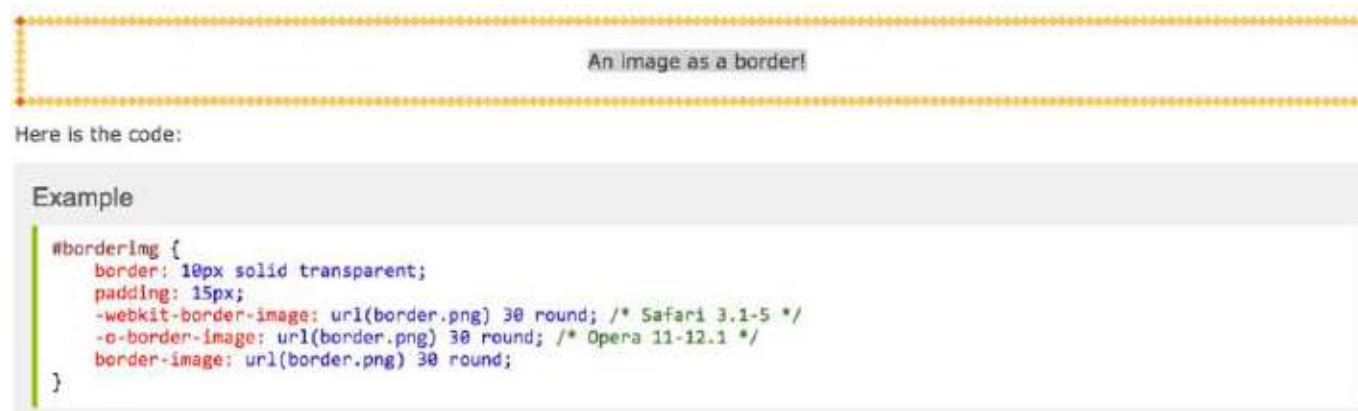 An image as a border!
Here is the code:
Example
#borderimg {
    border: 10px solid transparent;
    padding: 15px;
    -webkit-border-image: url(border.png) 30 round; /* Safari 3.1-5 */
    -o-border-image: url(border.png) 30 round; /* Opera 11-12.1 */
    border-image: url(border.png) 30 round;
}